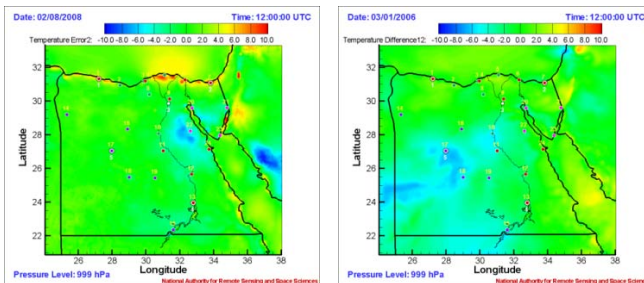 Date: 02/08/2008 Time: 12:00:00 UTC
Temperature Error2: -10.0 -8.0 -6.0 -4.0 -2.0 0.0 2.0 4.0 6.0 8.0 10.0
Latitude
32
30
28
26
24
22
24 26 28 30 32 34 36 38
Longitude
Pressure Level: 999 hPa
National Authority for Remote Sensing and Space Sciences
Date: 03/01/2006 Time: 12:00:00 UTC
Temperature Difference12: -10.0 -8.0 -6.0 -4.0 -2.0 0.0 2.0 4.0 6.0 8.0 10.0
Latitude
32
30
28
26
24
22
24 26 28 30 32 34 36 38
Longitude
Pressure Level: 999 hPa
National Authority for Remote Sensing and Space Sciences